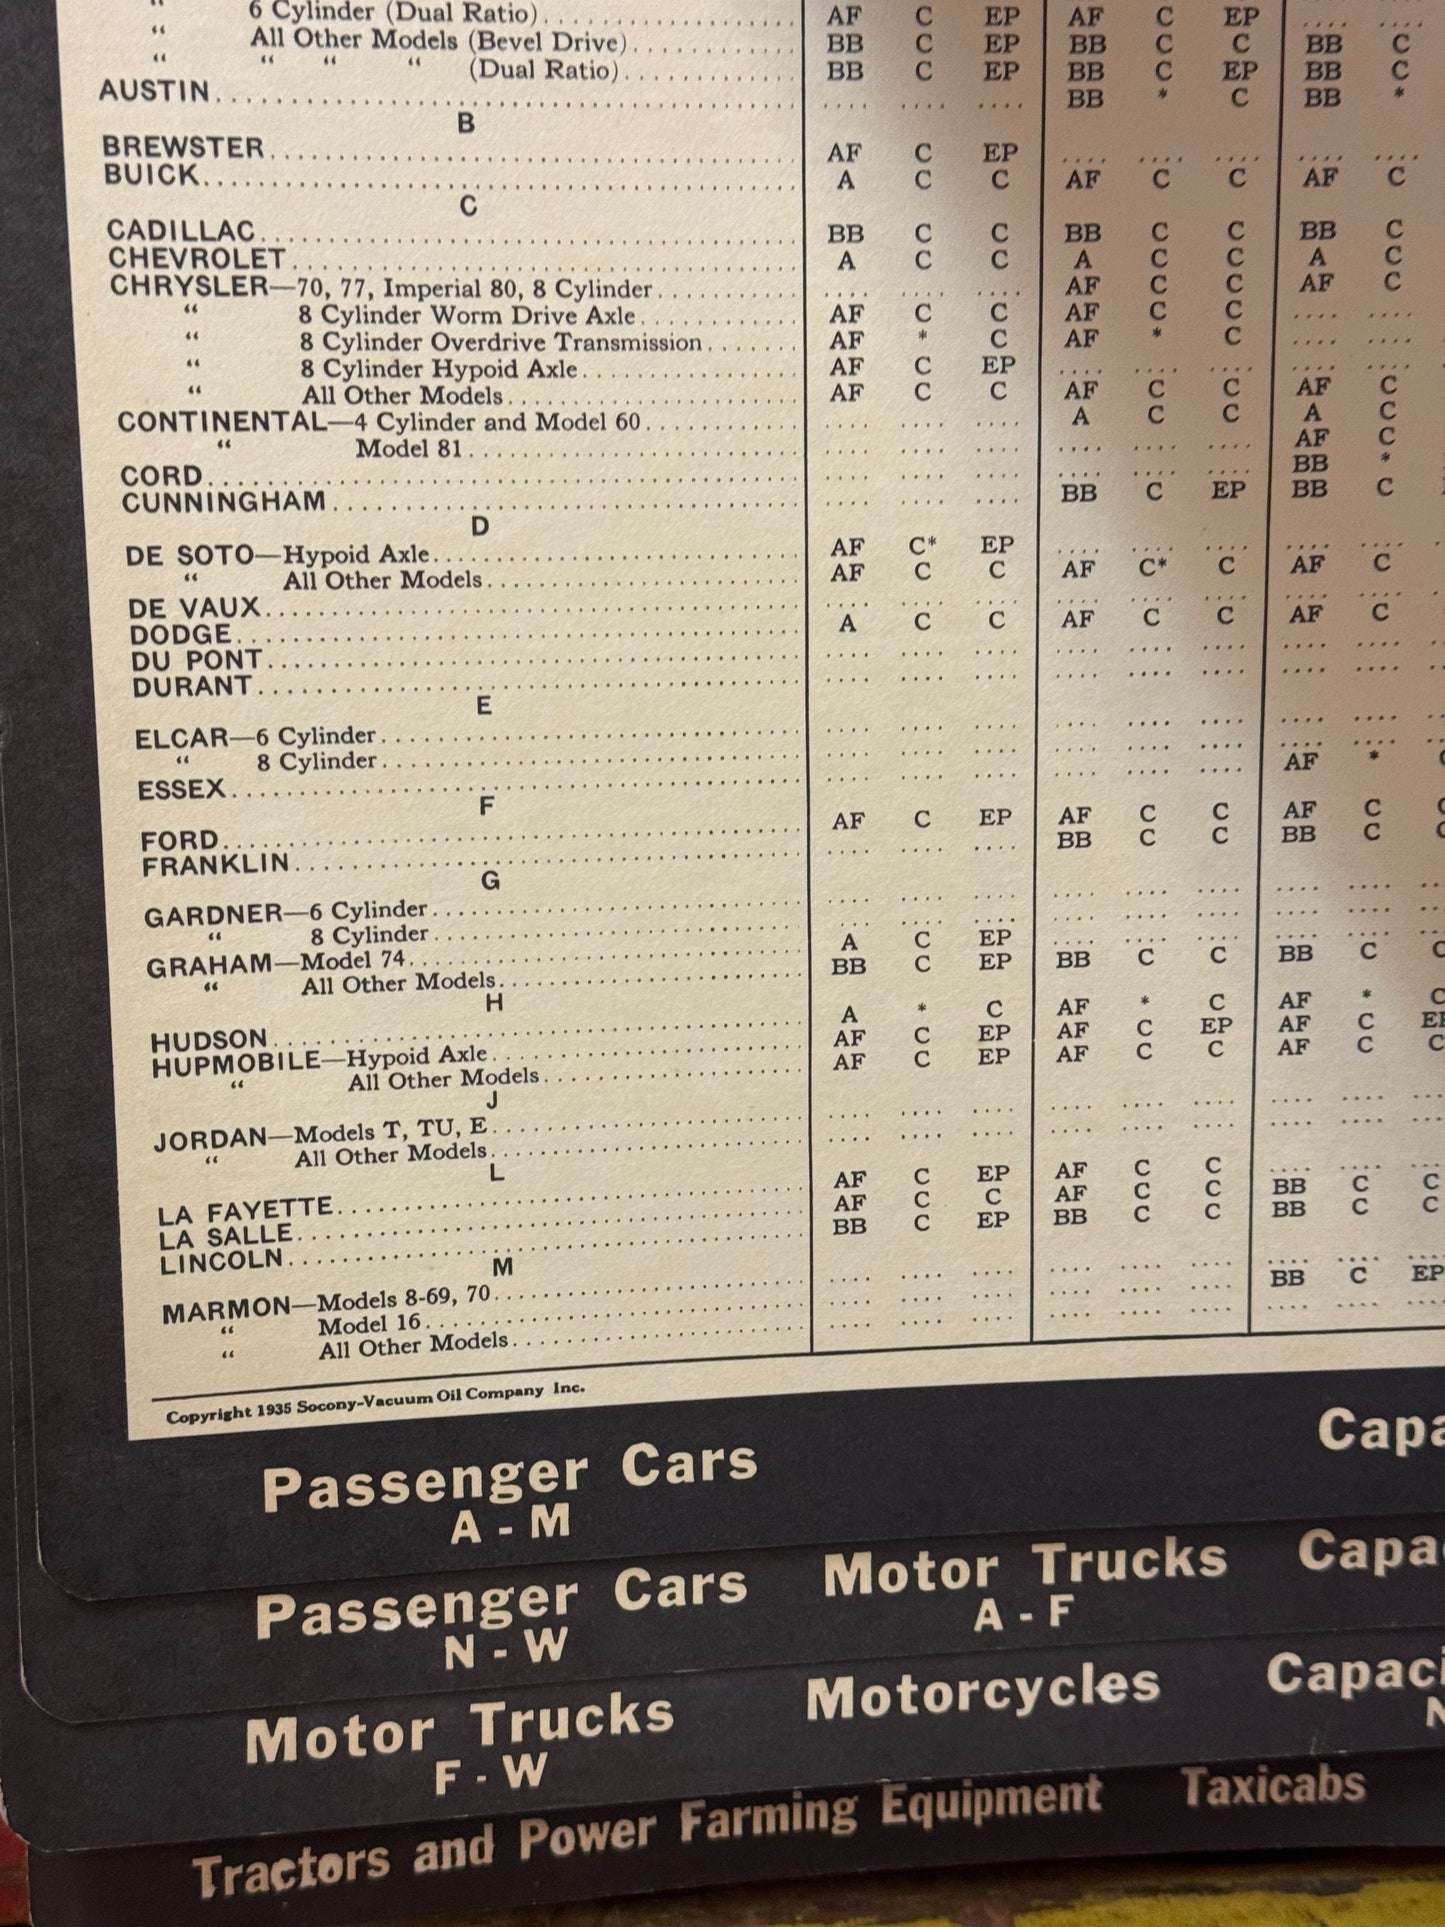 “ 6 Cylinder (Dual Ratio) AF C EP AF C EP ....
“ All Other Models (Bevel Drive) BB C EP BB C C BB C
“ “ “ “ (Dual Ratio) BB C EP BB C EP BB C
AUSTIN .... .... .... BB * C BB *
B
BREWSTER AF C EP .... .... .... .... ....
BUICK A C C AF C C AF C
C
CADILLAC BB C C BB C C BB C
CHEVROLET A C C A C C A C
CHRYSLER—70, 77, Imperial 80, 8 Cylinder .... .... .... AF C C AF C
“ 8 Cylinder Worm Drive Axle AF C C AF C C .... ....
“ 8 Cylinder Overdrive Transmission AF * C AF * C .... ....
“ 8 Cylinder Hypoid Axle AF C EP .... .... .... .... ....
“ All Other Models AF C C AF C C AF C
CONTINENTAL—4 Cylinder and Model 60 .... .... .... A C C A C
“ Model 81 .... .... .... .... .... .... AF C
CORD .... .... .... .... .... .... BB *
CUNNINGHAM .... .... .... BB C EP BB C
D
DE SOTO—Hypoid Axle AF C* EP .... .... .... .... ....
“ All Other Models AF C C AF C* C AF C
DE VAUX .... .... .... .... .... .... .... ....
DODGE A C C AF C C AF C
DU PONT .... .... .... .... .... .... .... ....
DURANT .... .... .... .... .... .... .... ....
E
ELCAR—6 Cylinder .... .... .... .... .... .... .... ....
“ 8 Cylinder .... .... .... .... .... .... .... ....
ESSEX .... .... .... .... .... .... AF *
F
FORD AF C EP AF C C AF C
FRANKLIN .... .... .... BB C C BB C
G
GARDNER—6 Cylinder .... .... .... .... .... .... .... ....
“ 8 Cylinder .... .... .... .... .... .... .... ....
GRAHAM—Model 74 A C EP .... .... .... .... ....
“ All Other Models BB C EP BB C C BB C C
H
HUDSON A * C AF * C AF * C
HUPMOBILE—Hypoid Axle AF C EP AF C EP AF C EP
“ All Other Models AF C EP AF C C AF C C
J
JORDAN—Models T, TU, E .... .... .... .... .... .... .... ....
“ All Other Models .... .... .... .... .... .... .... ....
L
LA FAYETTE AF C EP AF C C .... ....
LA SALLE AF C C AF C C BB C C
LINCOLN BB C EP BB C C BB C C
M
MARMON—Models 8-69, 70 .... .... .... .... .... .... .... ....
“ Model 16 .... .... .... .... BB C EP
“ All Other Models .... .... .... .... .... .... .... ....
Copyright 1935 Socony-Vacuum Oil Company Inc.
Passenger Cars Capa
A - M
Passenger Cars Motor Trucks Capac
N - W A - F
Motor Trucks Motorcycles Capaci
F - W N
Tractors and Power Farming Equipment Taxicabs